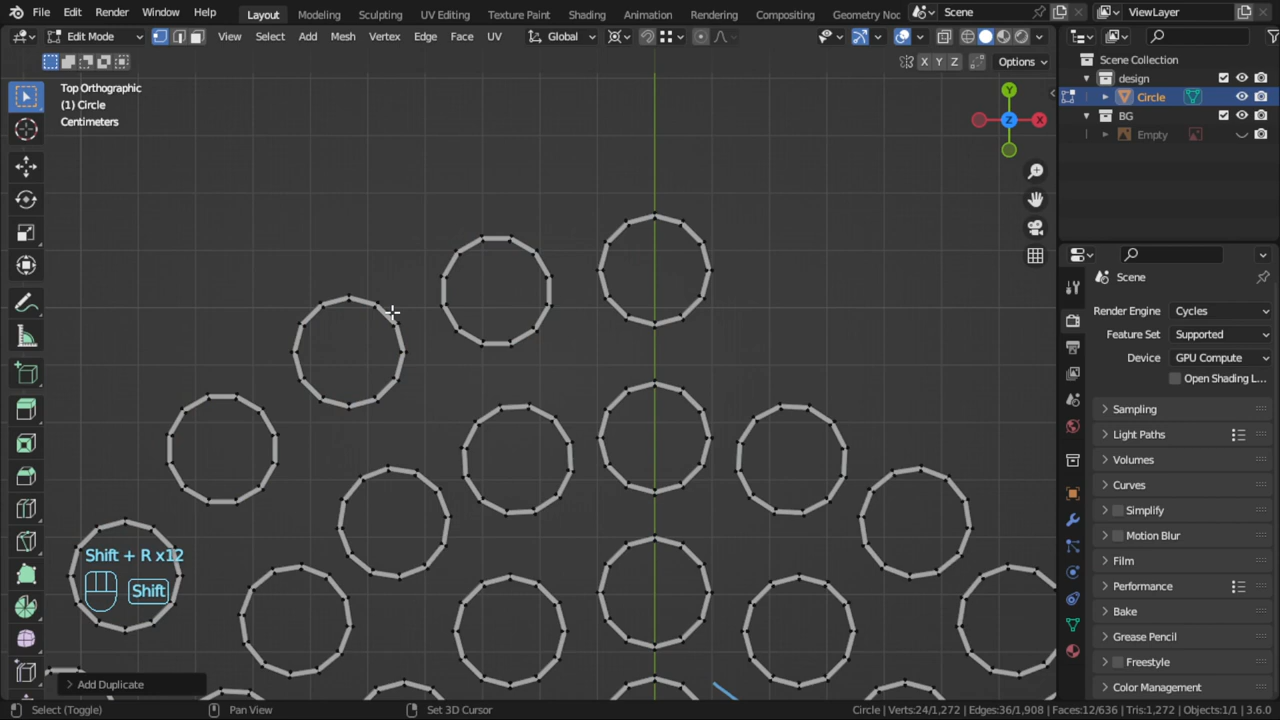 File Edit Render Window Help Layout Modeling Sculpting UV Editing Texture Paint Shading Animation Rendering Compositing Geometry Noc Scene ViewLayer
Edit Mode View Select Add Mesh Vertex Edge Face UV Global
X Y Z Options
Top Orthographic
(1) Circle
Centimeters
Y
X
Z
Shift + R x12
Shift
Add Duplicate
Scene Collection
design
Circle
BG
Empty
Scene
Render Engine Cycles
Feature Set Supported
Device GPU Compute
Open Shading L...
Sampling
Light Paths
Volumes
Curves
Simplify
Motion Blur
Film
Performance
Bake
Grease Pencil
Freestyle
Color Management
Select (Toggle) Pan View Set 3D Cursor Circle | Verts:24/1,272 | Edges:36/1,908 | Faces:12/636 | Tris:1,272 | Objects:1/1 | 3.6.0